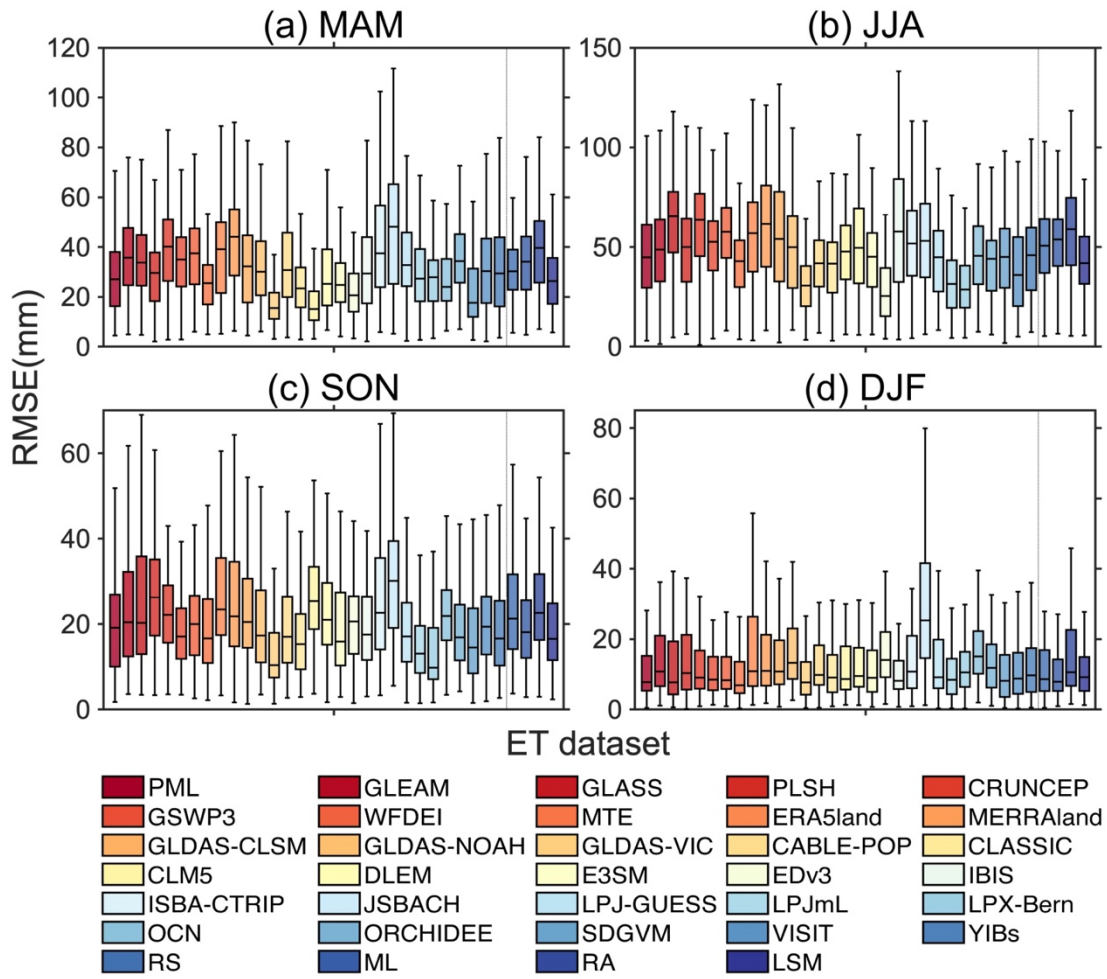 (a) MAM
(b) JJA
120
100
80
60
40
20
0
150
100
50
0
RMSE(mm)
(c) SON
(d) DJF
60
40
20
0
80
60
40
20
0
ET dataset
PML GLEAM GLASS PLSH CRUNCEP
GSWP3 WFDEI MTE ERA5land MERRAland
GLDAS-CLSM GLDAS-NOAH GLDAS-VIC CABLE-POP CLASSIC
CLM5 DLEM E3SM EDv3 IBIS
ISBA-CTRIP JSBACH LPJ-GUESS LPJmL LPX-Bern
OCN ORCHIDEE SDGVM VISIT YIBs
RS ML RA LSM